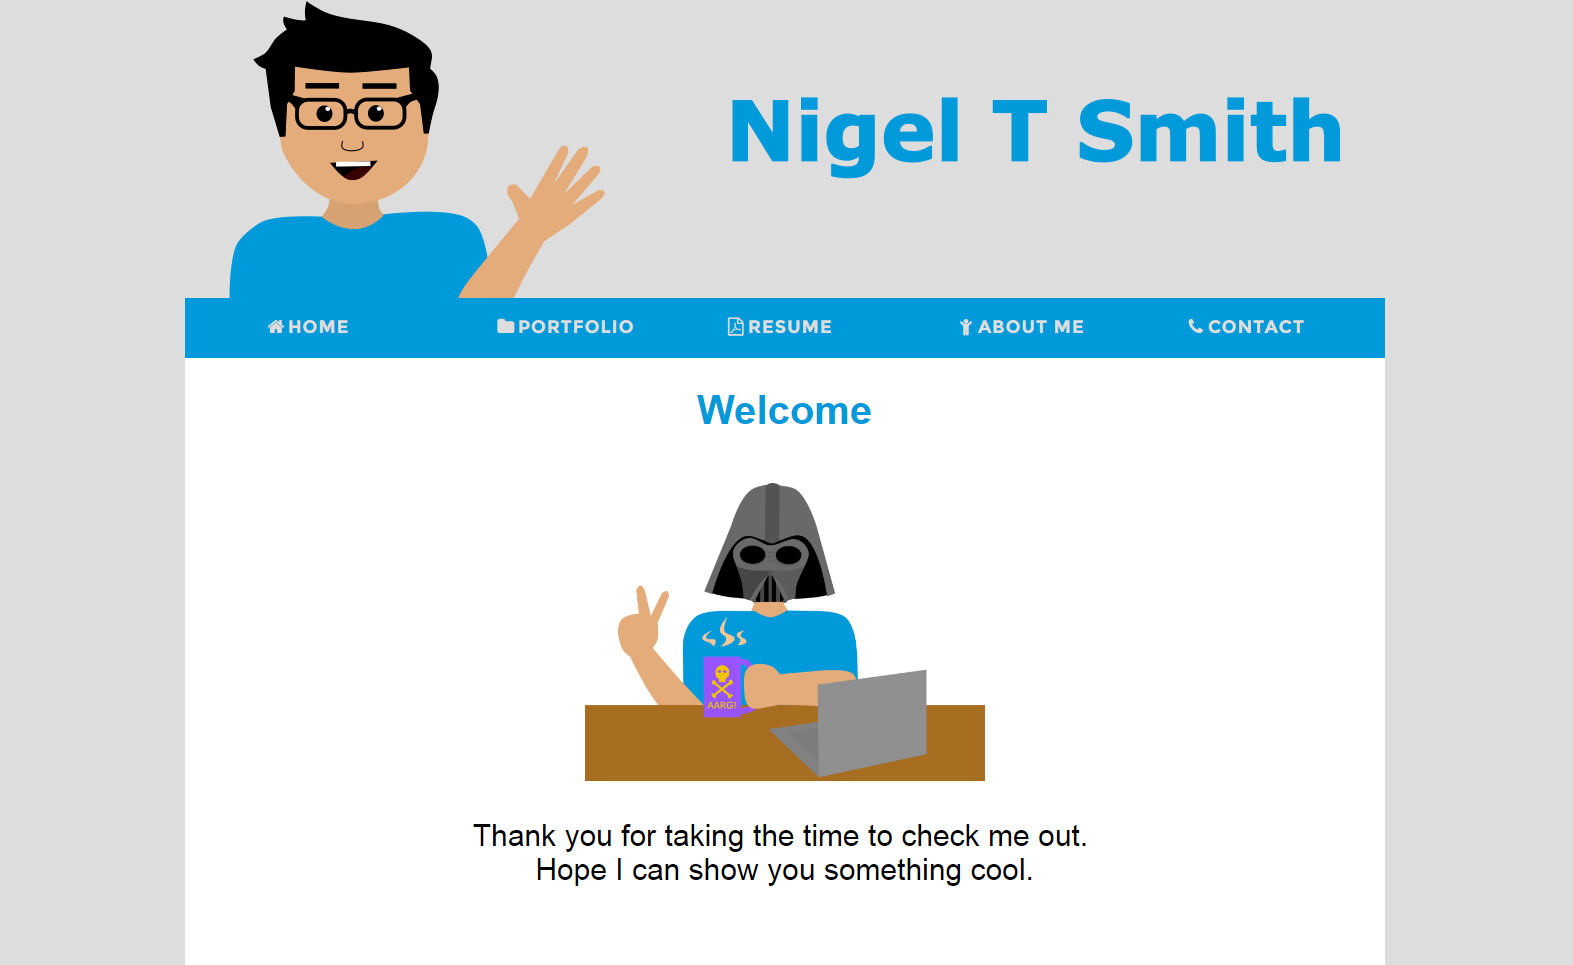 Nigel T Smith
HOME PORTFOLIO RESUME ABOUT ME CONTACT
Welcome
AARG!
Thank you for taking the time to check me out.
Hope I can show you something cool.